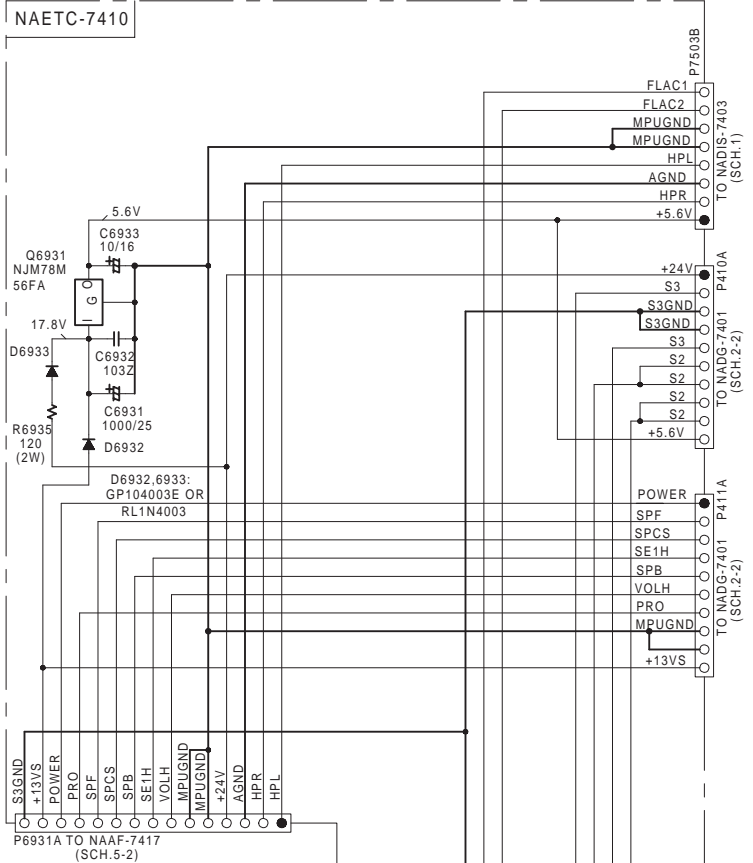 NAETC-7410
P7503B
FLAC1
FLAC2
MPUGND
MPUGND
HPL
AGND
HPR
+5.6V
TO NADIS-7403
(SCH.1)
5.6V
C6933
10/16
Q6931
NJM78M
56FA
O
G
I
17.8V
D6933
C6932
103Z
C6931
1000/25
R6935
120
(2W)
D6932
D6932,6933:
GP104003E OR
RL1N4003
P410A
+24V
S3
S3GND
S3GND
S3
S2
S2
S2
S2
+5.6V
TO NADG-7401
(SCH.2-2)
P411A
POWER
SPF
SPCS
SE1H
SPB
VOLH
PRO
MPUGND
+13VS
TO NADG-7401
(SCH.2-2)
S3GND
+13VS
POWER
PRO
SPF
SPCS
SPB
SE1H
VOLH
MPUGND
MPUGND
+24V
AGND
HPR
HPL
P6931A TO NAAF-7417
(SCH.5-2)